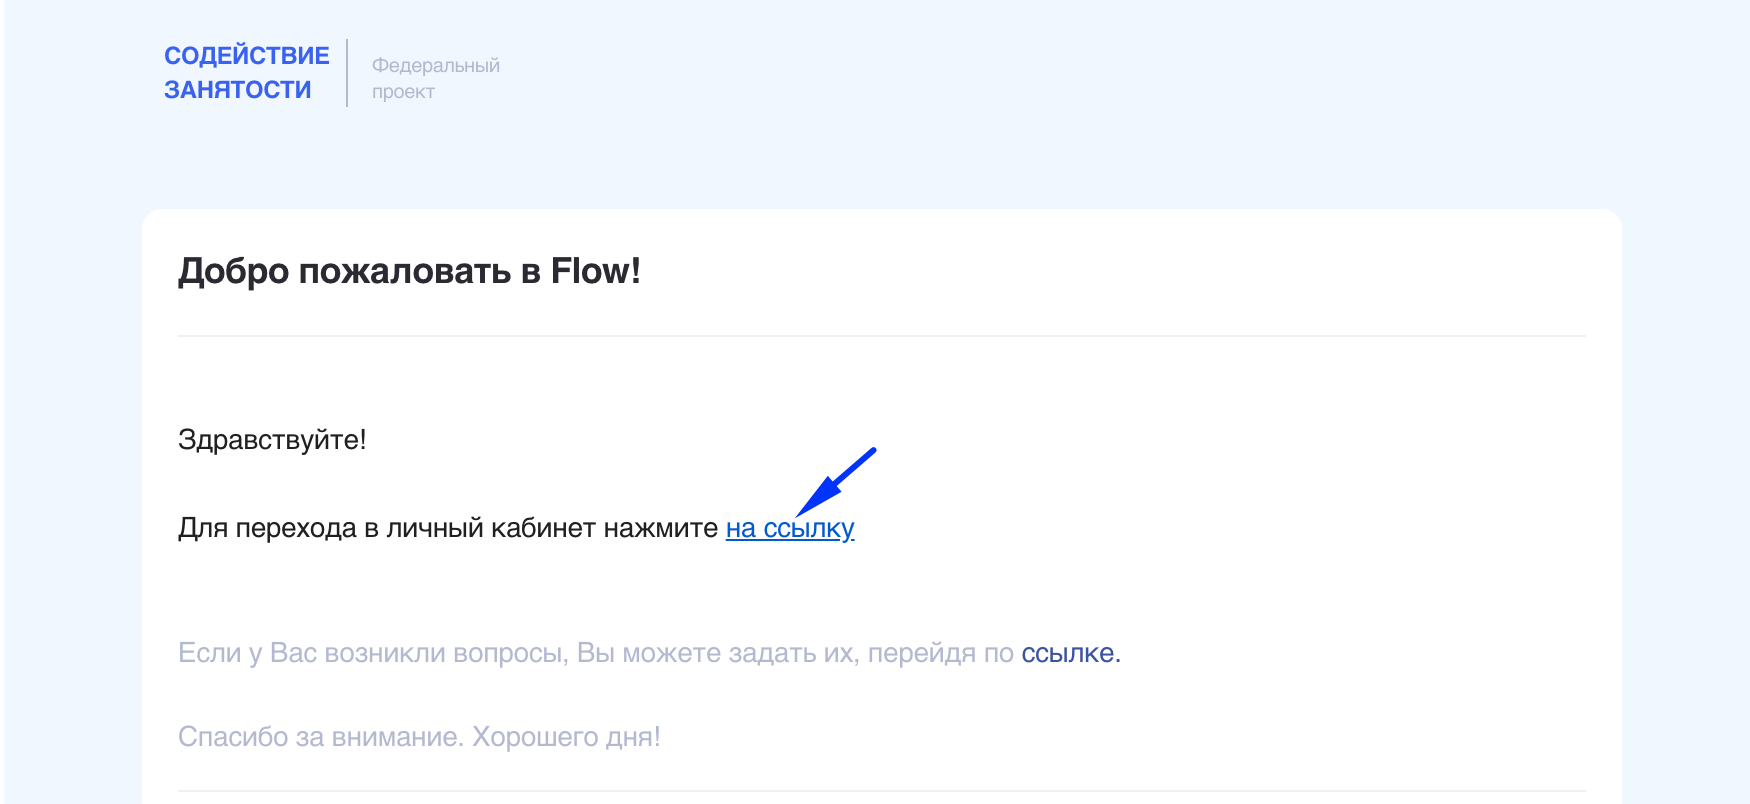 СОДЕЙСТВИЕ
ЗАНЯТОСТИ
Федеральный
проект
Добро пожаловать в Flow!
Здравствуйте!
Для перехода в личный кабинет нажмите на ссылку
Если у Вас возникли вопросы, Вы можете задать их, перейдя по ссылке.
Спасибо за внимание. Хорошего дня!